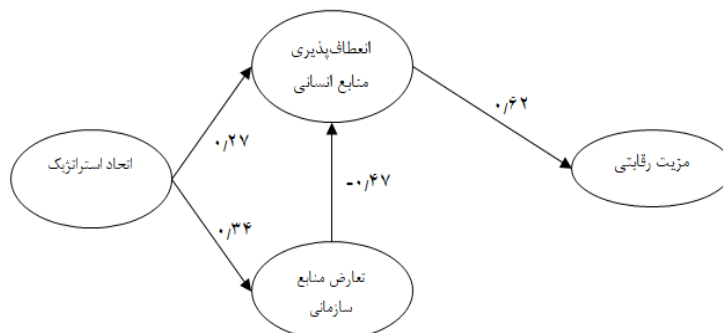 انعطاف‌پذیری
منابع انسانی
۰/۶۲
۰/۲۷
اتحاد استراتژیک
مزیت رقابتی
-۰/۴۷
۰/۳۴
تعارض منابع
سازمانی